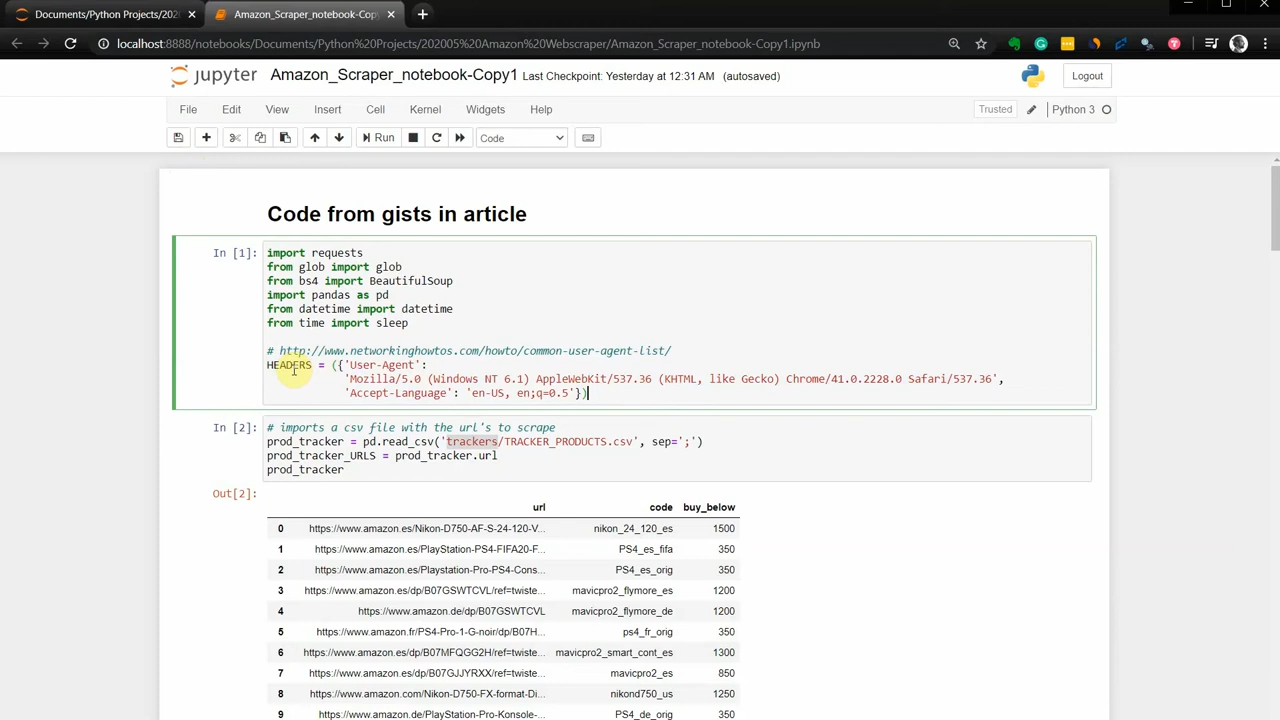 Documents/Python Projects/2020
Amazon_Scraper_notebook-Cop
localhost:8888/notebooks/Documents/Python%20Projects/202005%20Amazon%20Webscraper/Amazon_Scraper_notebook-Copy1.ipynb
jupyter Amazon_Scraper_notebook-Copy1 Last Checkpoint: Yesterday at 12:31 AM (autosaved) Logout
File Edit View Insert Cell Kernel Widgets Help Trusted Python 3
Run Code
Code from gists in article
In [1]: import requests
from glob import glob
from bs4 import BeautifulSoup
import pandas as pd
from datetime import datetime
from time import sleep
# http://www.networkinghowtos.com/howto/common-user-agent-list/
HEADERS = ({'User-Agent':
'Mozilla/5.0 (Windows NT 6.1) AppleWebKit/537.36 (KHTML, like Gecko) Chrome/41.0.2228.0 Safari/537.36',
'Accept-Language': 'en-US, en;q=0.5'})
In [2]: # imports a csv file with the url's to scrape
prod_tracker = pd.read_csv('trackers/TRACKER_PRODUCTS.csv', sep=';')
prod_tracker_URLS = prod_tracker.url
prod_tracker
Out[2]:
url code buy_below
0 https://www.amazon.es/Nikon-D750-AF-S-24-120-V... nikon_24_120_es 1500
1 https://www.amazon.es/PlayStation-PS4-FIFA20-F... PS4_es_fifa 350
2 https://www.amazon.es/Playstation-Pro-PS4-Cons... PS4_es_orig 350
3 https://www.amazon.es/dp/B07GSWTCVL/ref=twiste... mavicpro2_flymore_es 1200
4 https://www.amazon.de/dp/B07GSWTCVL mavicpro2_flymore_de 1200
5 https://www.amazon.fr/PS4-Pro-1-G-noir/dp/B07H... ps4_fr_orig 350
6 https://www.amazon.es/dp/B07MFQGG2H/ref=twiste... mavicpro2_smart_cont_es 1300
7 https://www.amazon.es/dp/B07GJJYRXX/ref=twiste... mavicpro2_es 850
8 https://www.amazon.com/Nikon-D750-FX-format-Di... nikond750_us 1250
9 https://www.amazon.de/PlayStation-Pro-Konsole-... PS4_de_orig 350